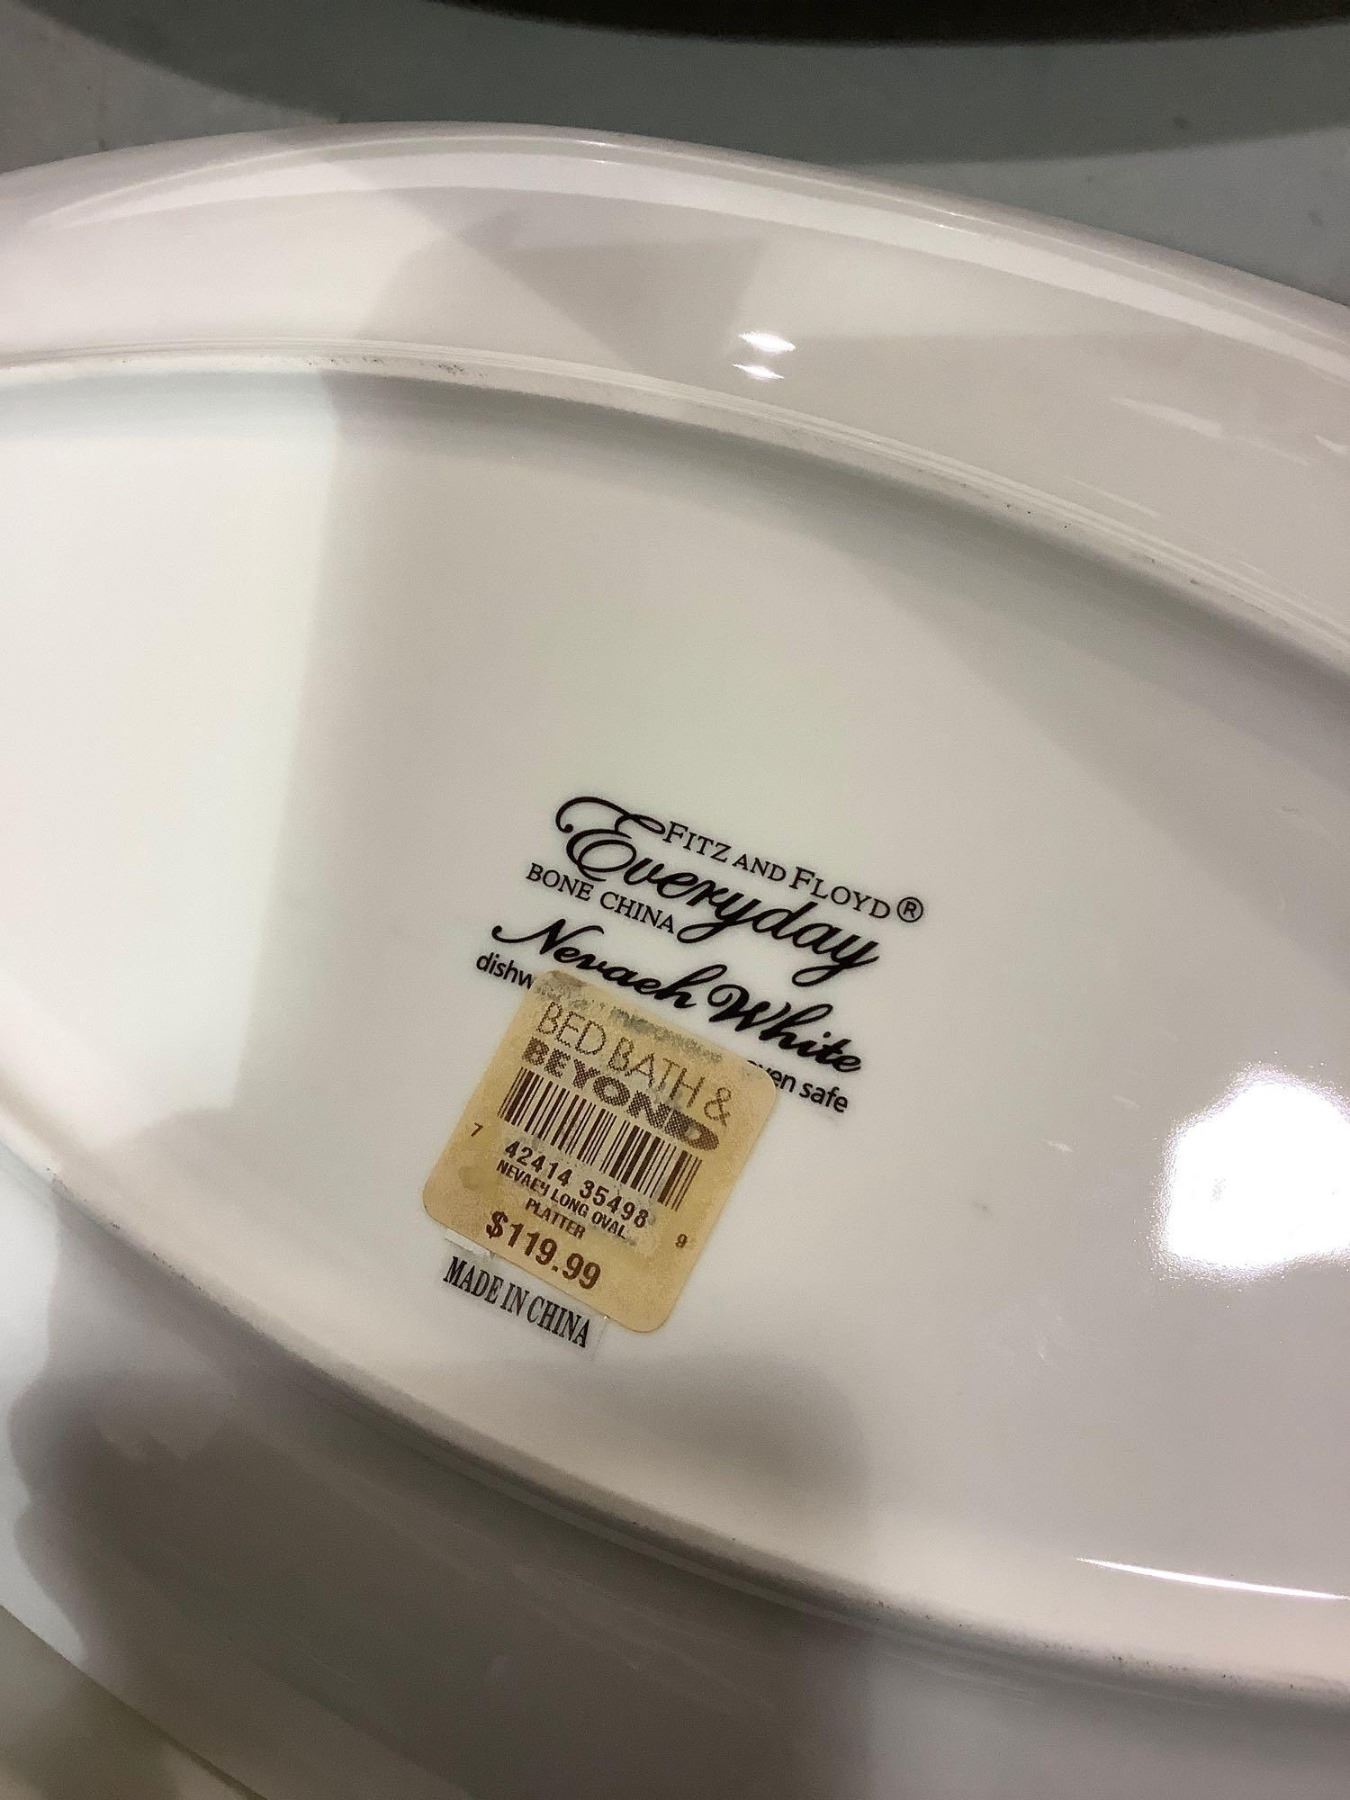 FITZ AND FLOYD®
Everyday
BONE CHINA
Nevaeh White
dishw
en safe
BED BATH &
BEYOND
7 42414 35498 9
NEVAEH LONG OVAL
PLATTER
$119.99
MADE IN CHINA